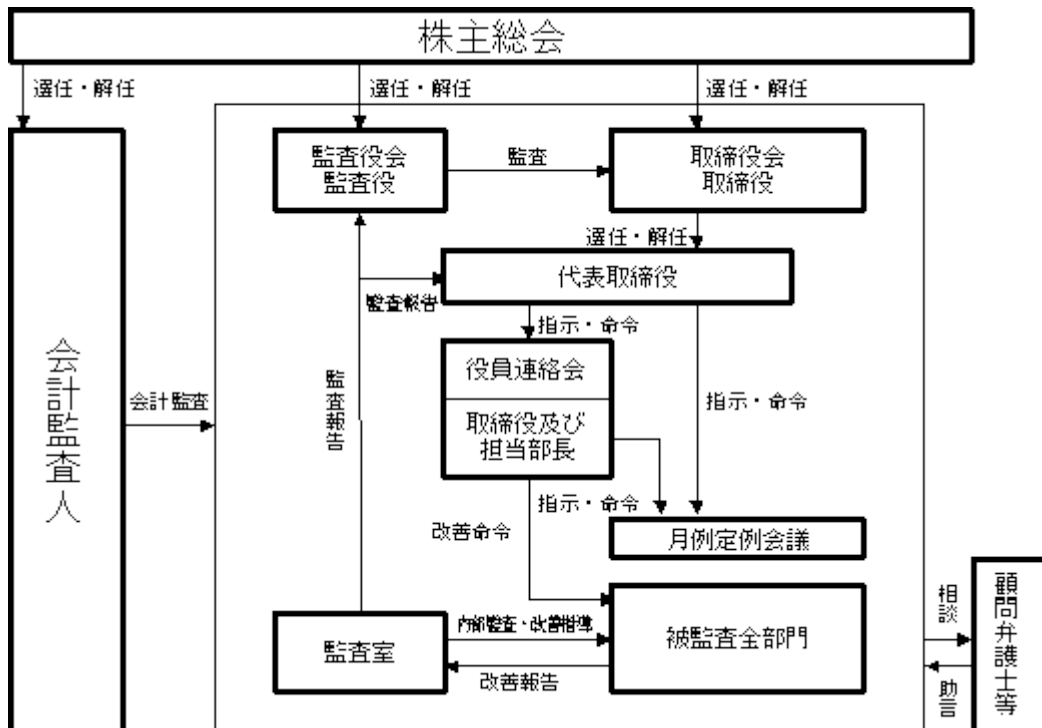 株主総会
選任・解任
選任・解任
選任・解任
監査役会
監査役
監査
取締役会
取締役
選任・解任
代表取締役
監査報告
指示・命令
役員連絡会
取締役及び
担当部長
指示・命令
監査報告
会計監査人
会計監査
指示・命令
改善命令
月例定例会議
監査室
内部監査・改善指導
改善報告
被監査全部門
相談
助言
顧問弁護士等